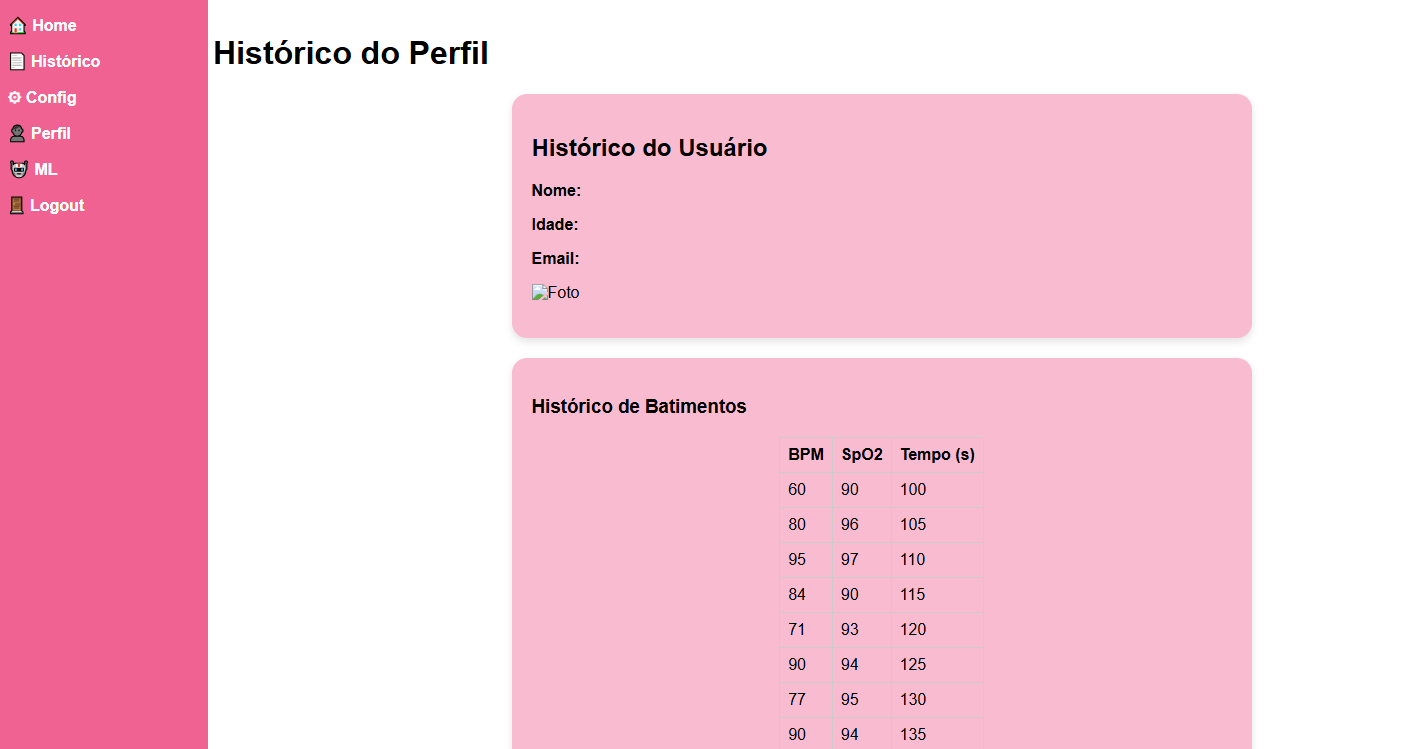 Home
Histórico
Config
Perfil
ML
Logout
Histórico do Perfil
Histórico do Usuário
Nome:
Idade:
Email:
Foto
Histórico de Batimentos
BPM SpO2 Tempo (s)
60 90 100
80 96 105
95 97 110
84 90 115
71 93 120
90 94 125
77 95 130
90 94 135